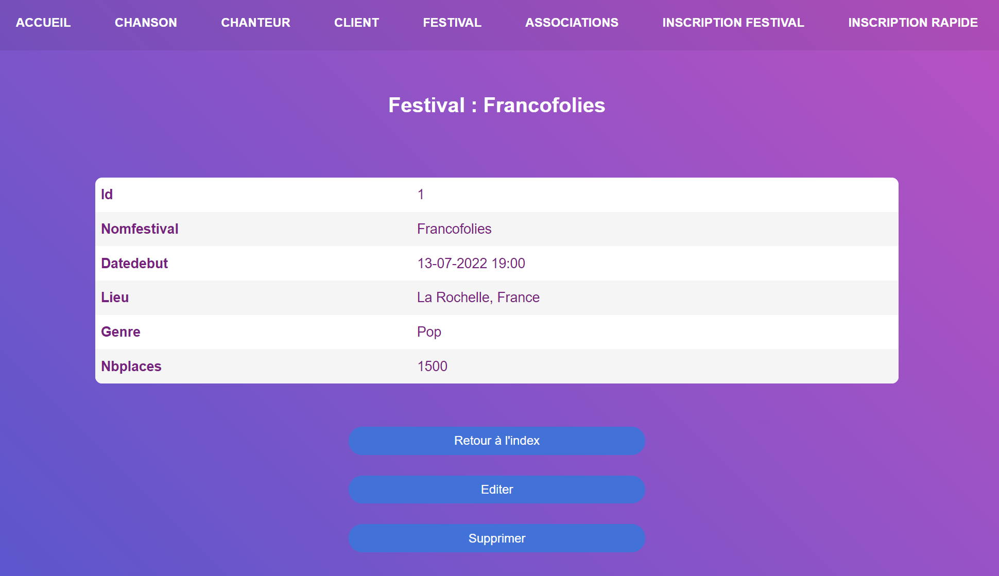 ACCUEIL CHANSON CHANTEUR CLIENT FESTIVAL ASSOCIATIONS INSCRIPTION FESTIVAL INSCRIPTION RAPIDE
Festival : Francofolies
Id 1
Nomfestival Francofolies
Datedebut 13-07-2022 19:00
Lieu La Rochelle, France
Genre Pop
Nbplaces 1500
Retour à l'index
Editer
Supprimer